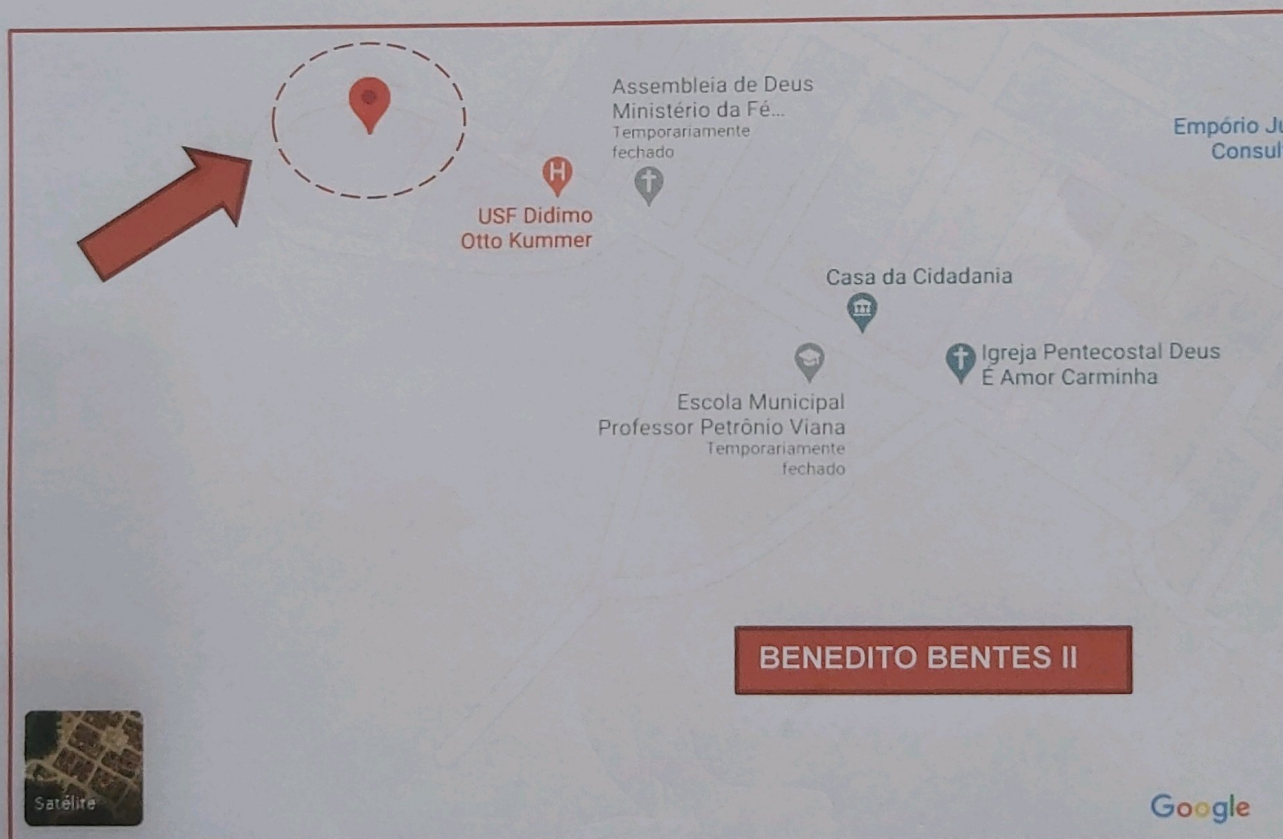 Assembleia de Deus
Ministério da Fé...
Temporariamente
fechado
Empório Ju
Consul
H
USF Didimo
Otto Kummer
Casa da Cidadania
Igreja Pentecostal Deus
É Amor Carminha
Escola Municipal
Professor Petrônio Viana
Temporariamente
fechado
BENEDITO BENTES II
Satélite
Google